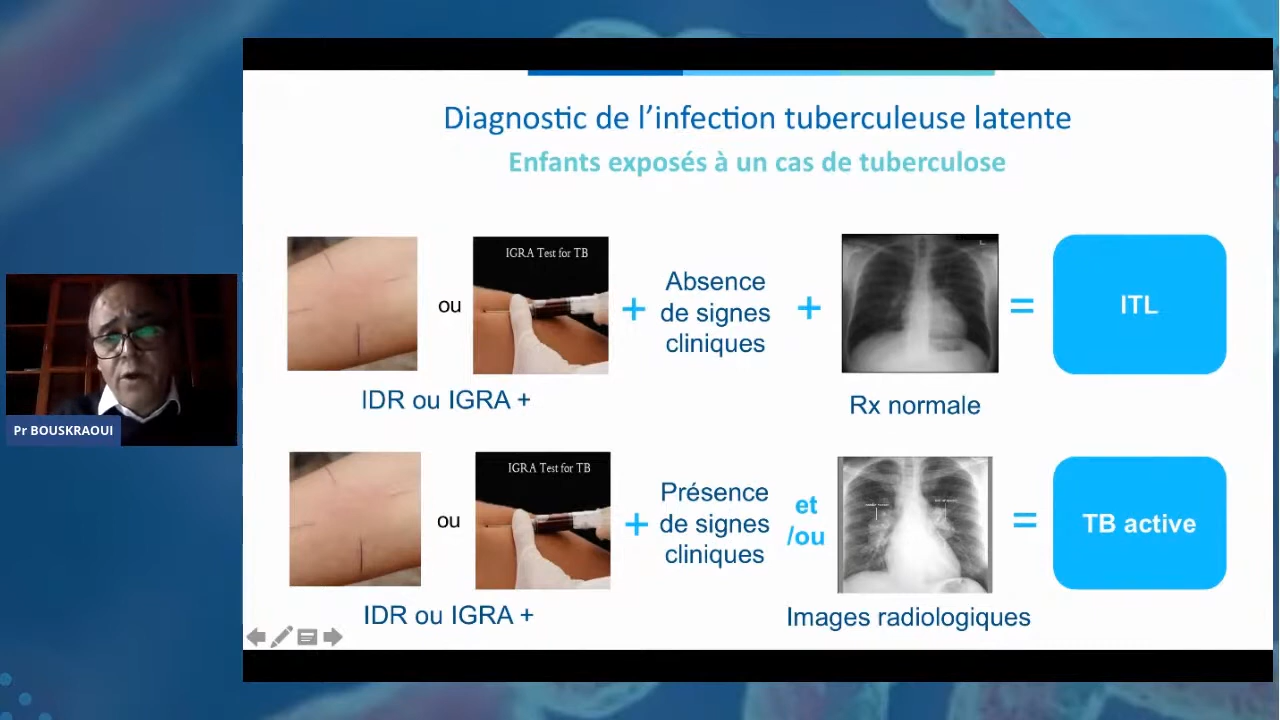 Diagnostic de l’infection tuberculeuse latente
Enfants exposés à un cas de tuberculose
IGRA Test for TB
ou
+
Absence
de signes
cliniques
+
=
ITL
IDR ou IGRA +
Rx normale
Pr BOUSKRAOUI
IGRA Test for TB
ou
+
Présence
de signes
cliniques
et
/ou
=
TB active
IDR ou IGRA +
Images radiologiques